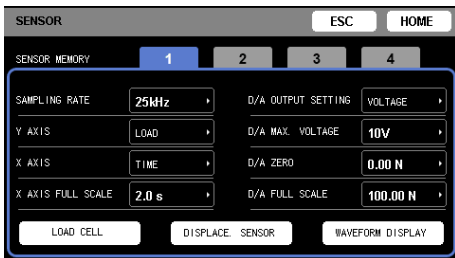 SENSOR ESC HOME
SENSOR MEMORY 1 2 3 4
SAMPLING RATE 25kHz D/A OUTPUT SETTING VOLTAGE
Y AXIS LOAD D/A MAX. VOLTAGE 10V
X AXIS TIME D/A ZERO 0.00 N
X AXIS FULL SCALE 2.0 s D/A FULL SCALE 100.00 N
LOAD CELL DISPLACE. SENSOR WAVEFORM DISPLAY